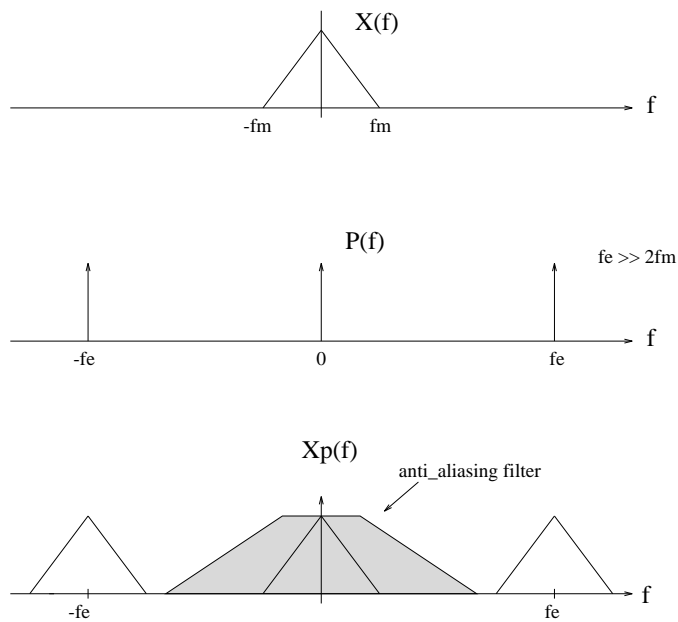 X(f)
f
-fm
fm
P(f)
fe >> 2fm
f
-fe
0
fe
Xp(f)
anti_aliasing filter
f
-fe
fe